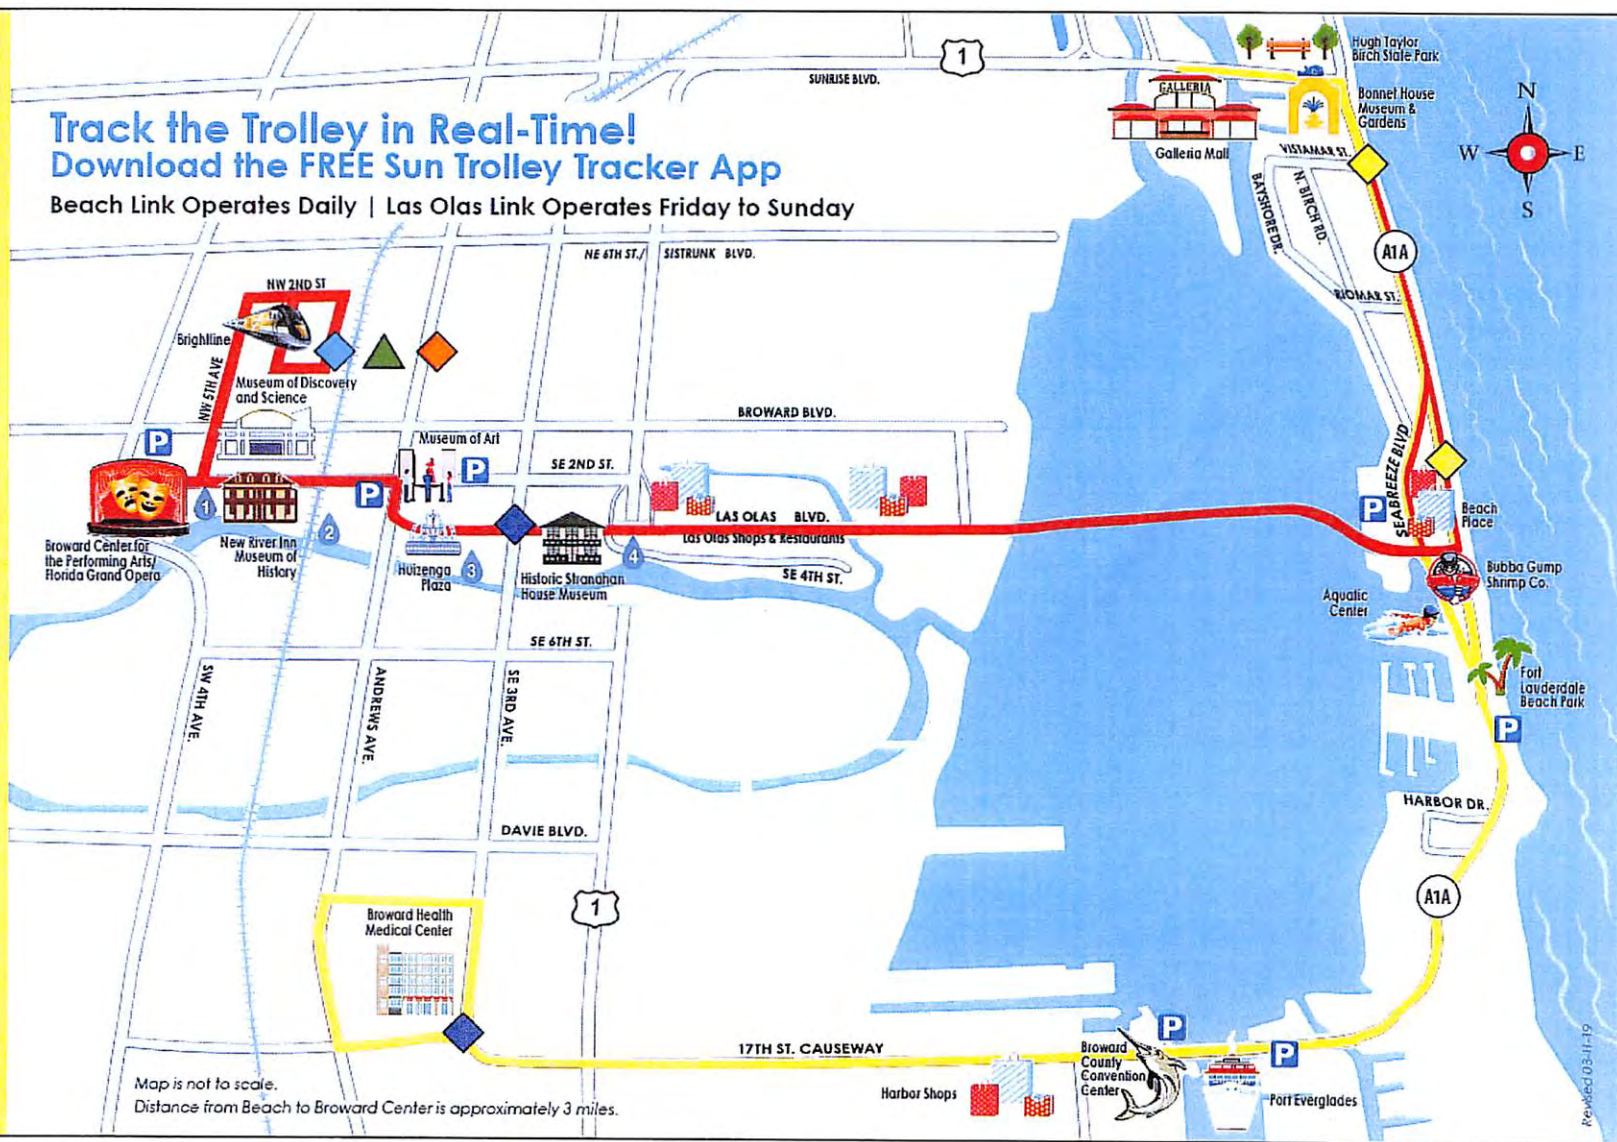 Track the Trolley in Real-Time!
Download the FREE Sun Trolley Tracker App
Beach Link Operates Daily | Las Olas Link Operates Friday to Sunday
1
SUNRISE BLVD.
Hugh Taylor
Birch State Park
GALLERIA
Galleria Mall
Bonnet House
Museum &
Gardens
N
W
E
S
VISTAMAR ST.
BAYSHORE DR.
N. BIRCH RD.
A1A
RIOMAR ST.
NE 6TH ST./
SISTRUNK BLVD.
NW 2ND ST
Brightline
NW 5TH AVE
Museum of Discovery
and Science
BROWARD BLVD.
P
Museum of Art
P
SE 2ND ST.
P
SEABREEZE BLVD
P
Beach
Place
LAS OLAS BLVD.
Las Olas Shops & Restaurants
1
2
3
4
Broward Center for
the Performing Arts/
Florida Grand Opera
New River Inn
Museum of
History
Huizenga
Plaza
Historic Stranahan
House Museum
SE 4TH ST.
Bubba Gump
Shrimp Co.
Aquatic
Center
SE 6TH ST.
SW 4TH AVE.
ANDREWS AVE.
SE 3RD AVE.
Fort
Lauderdale
Beach Park
P
HARBOR DR.
DAVIE BLVD.
A1A
1
Broward Health
Medical Center
17TH ST. CAUSEWAY
Harbor Shops
Broward
County
Convention
Center
P
P
Port Everglades
Map is not to scale.
Distance from Beach to Broward Center is approximately 3 miles.
Revised 03-11-19